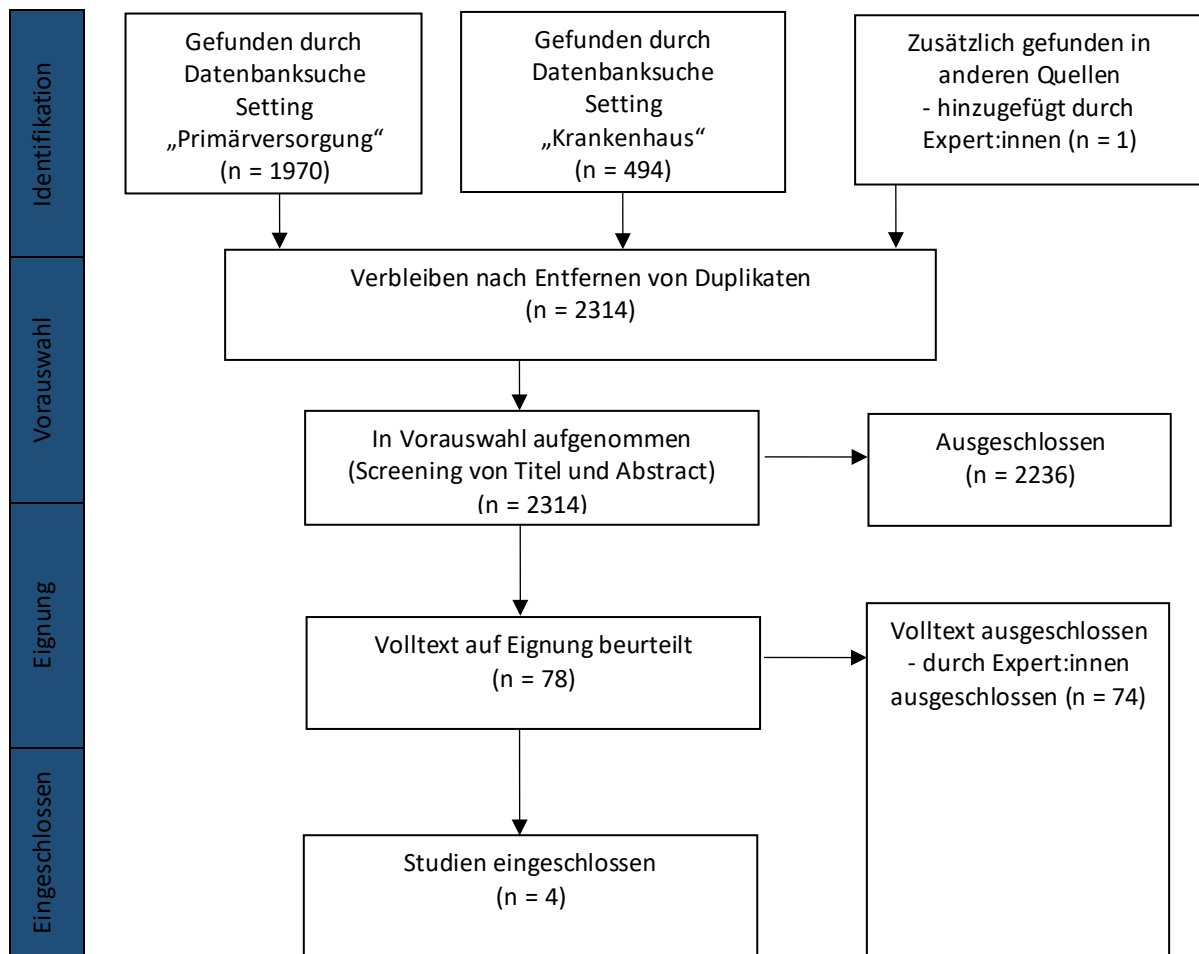 Identifikation
Gefunden durch
Datenbanksuche
Setting
„Primärversorgung“
(n = 1970)
Gefunden durch
Datenbanksuche
Setting
„Krankenhaus“
(n = 494)
Zusätzlich gefunden in
anderen Quellen
- hinzugefügt durch
Expert:innen (n = 1)
Vorauswahl
Verbleiben nach Entfernen von Duplikaten
(n = 2314)
In Vorauswahl aufgenommen
(Screening von Titel und Abstract)
(n = 2314)
Ausgeschlossen
(n = 2236)
Eignung
Volltext auf Eignung beurteilt
(n = 78)
Volltext ausgeschlossen
- durch Expert:innen
ausgeschlossen (n = 74)
Eingeschlossen
Studien eingeschlossen
(n = 4)